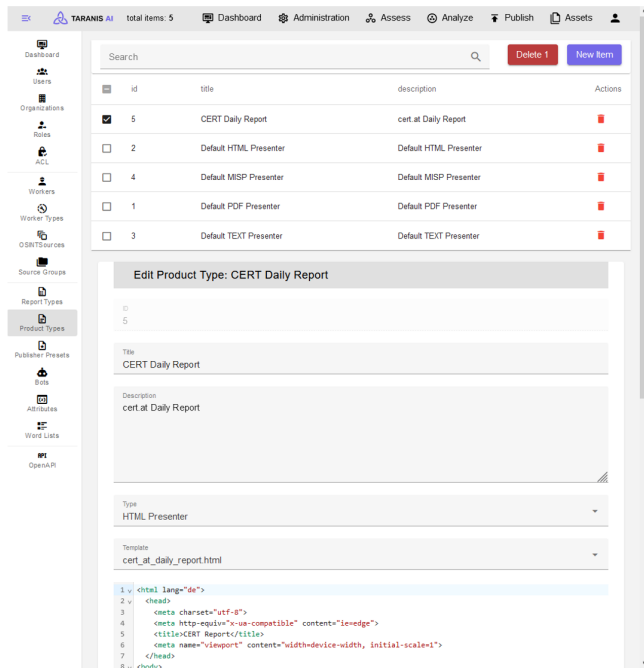 TARANIS AI total items: 5 Dashboard Administration Assess Analyze Publish Assets
Dashboard
Users
Organizations
Roles
ACL
Workers
Worker Types
OSINTSources
Source Groups
Report Types
Product Types
Publisher Presets
Bots
Attributes
Word Lists
API
OpenAPI
Search Delete 1 New Item
id title description Actions
5 CERT Daily Report cert.at Daily Report
2 Default HTML Presenter Default HTML Presenter
4 Default MISP Presenter Default MISP Presenter
1 Default PDF Presenter Default PDF Presenter
3 Default TEXT Presenter Default TEXT Presenter
Edit Product Type: CERT Daily Report
ID
5
Title
CERT Daily Report
Description
cert.at Daily Report
Type
HTML Presenter
Template
cert_at_daily_report.html
1 <html lang="de">
2 <head>
3 <meta charset="utf-8">
4 <meta http-equiv="x-ua-compatible" content="ie=edge">
5 <title>CERT Report</title>
6 <meta name="viewport" content="width=device-width, initial-scale=1">
7 </head>
8 <body>